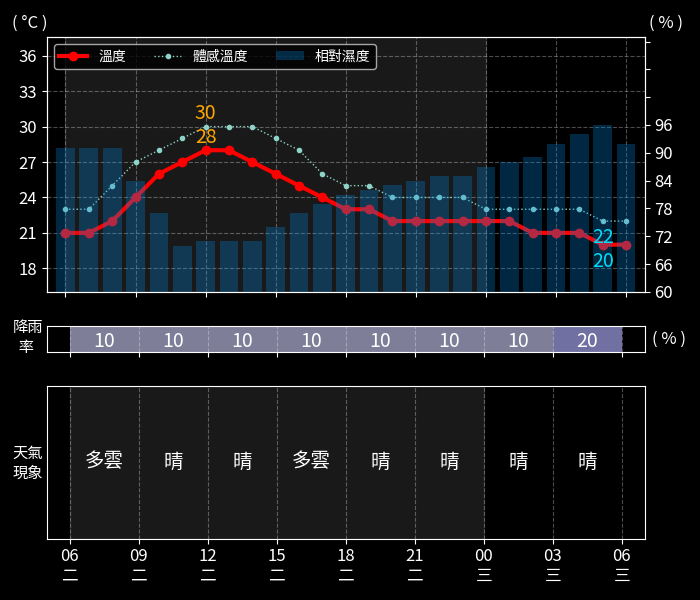 ( °C )
( % )
溫度 體感溫度 相對濕度
36
33
30
27
24
21
18
96
90
84
78
72
66
60
30
28
22
20
降雨
率
10 10 10 10 10 10 10 20
( % )
天氣
現象
多雲 晴 晴 多雲 晴 晴 晴 晴
06 09 12 15 18 21 00 03 06
二 二 二 二 二 二 三 三 三